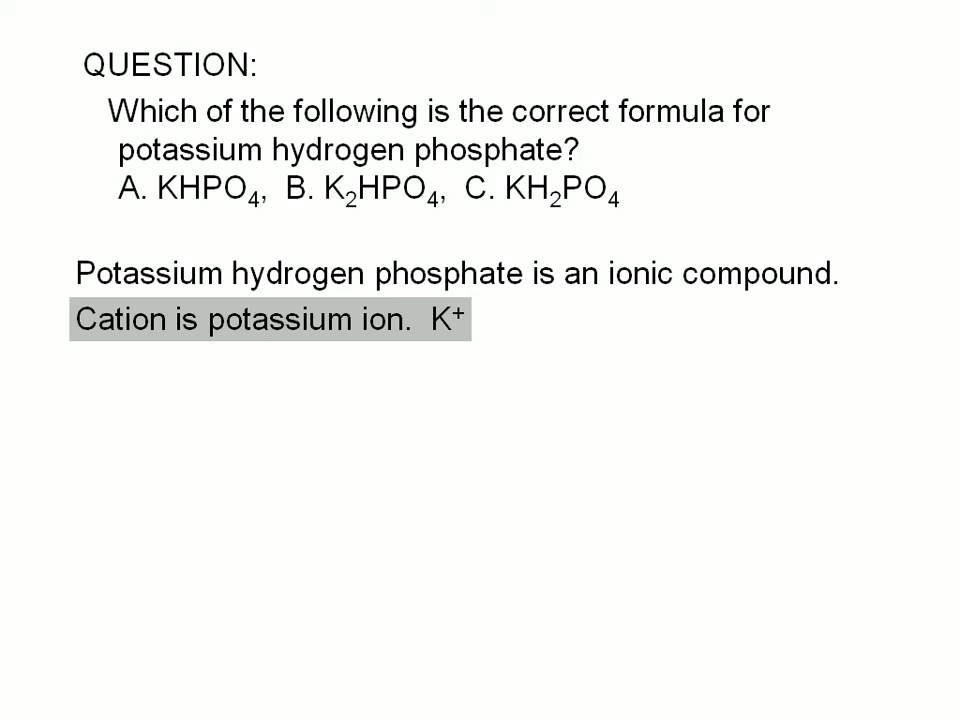 QUESTION:
Which of the following is the correct formula for
potassium hydrogen phosphate?
A. KHPO₄, B. K₂HPO₄, C. KH₂PO₄
Potassium hydrogen phosphate is an ionic compound.
Cation is potassium ion. K⁺